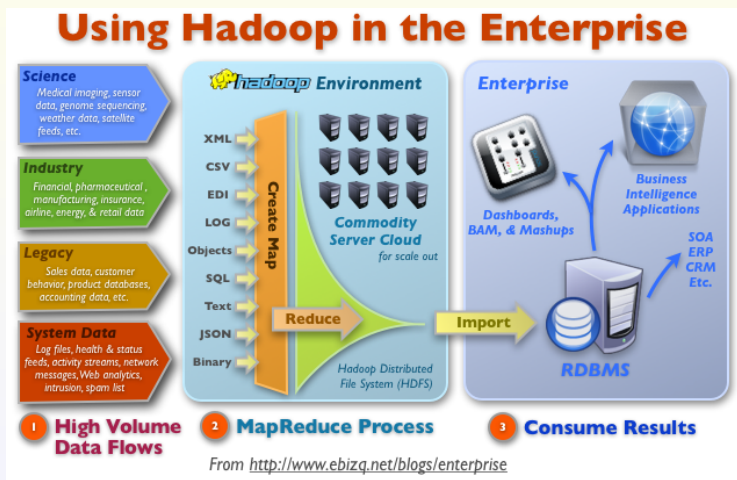 Using Hadoop in the Enterprise
Science
Medical imaging, sensor
data, genome sequencing,
weather data, satellite
feeds, etc.
Industry
Financial, pharmaceutical ,
manufacturing, insurance,
airline, energy, & retail data
Legacy
Sales data, customer
behavior, product databases,
accounting data, etc.
System Data
Log files, health & status
feeds, activity streams, network
messages, Web analytics,
intrusion, spam list
1 High Volume
Data Flows
hadoop Environment
XML
CSV
EDI
LOG
Objects
SQL
Text
JSON
Binary
Create Map
Commodity
Server Cloud
for scale out
Reduce
Hadoop Distributed
File System (HDFS)
2 MapReduce Process
Import
Enterprise
Dashboards,
BAM, & Mashups
Business
Intelligence
Applications
SOA
ERP
CRM
Etc.
RDBMS
3 Consume Results
From http://www.ebizq.net/blogs/enterprise